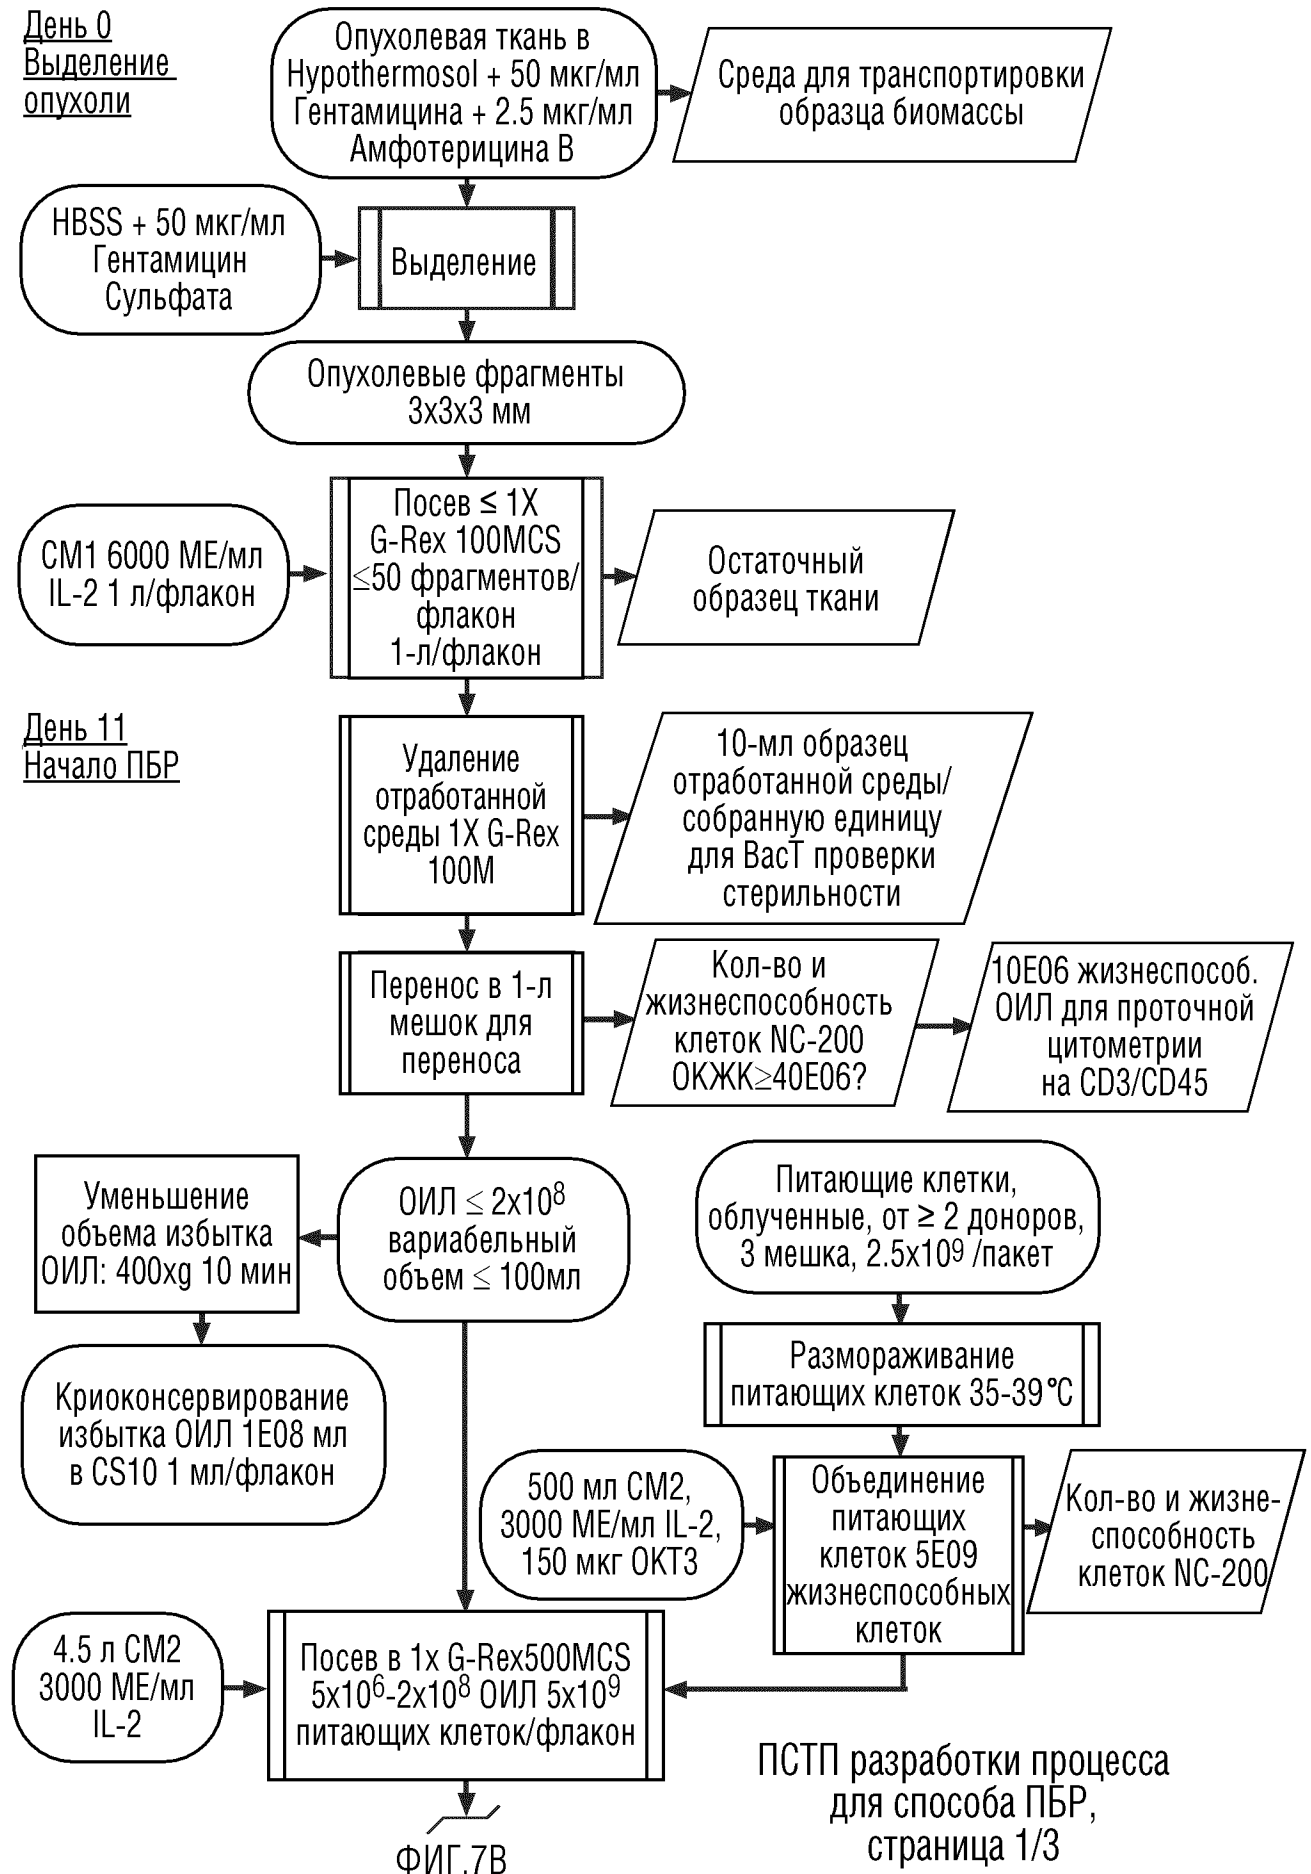 День 0
Выделение
опухоли
Опухолевая ткань в
Hypothermosol + 50 мкг/мл
Гентамицина + 2.5 мкг/мл
Амфотерицина B
Среда для транспортировки
образца биомассы
HBSS + 50 мкг/мл
Гентамицин
Сульфата
Выделение
Опухолевые фрагменты
3x3x3 мм
CM1 6000 МЕ/мл
IL-2 1 л/флакон
Посев ≤ 1X
G-Rex 100MCS
≤50 фрагментов/
флакон
1-л/флакон
Остаточный
образец ткани
День 11
Начало ПБР
Удаление
отработанной
среды 1X G-Rex
100M
10-мл образец
отработанной среды/
собранную единицу
для BacT проверки
стерильности
Перенос в 1-л
мешок для
переноса
Кол-во и
жизнеспособность
клеток NC-200
ОКЖК≥40E06?
10E06 жизнеспособ.
ОИЛ для проточной
цитометрии
на CD3/CD45
Уменьшение
объема избытка
ОИЛ: 400xg 10 мин
ОИЛ ≤ 2x10⁸
вариабельный
объем ≤ 100мл
Питающие клетки,
облученные, от ≥ 2 доноров,
3 мешка, 2.5x10⁹ /пакет
Криоконсервирование
избытка ОИЛ 1E08 мл
в CS10 1 мл/флакон
Размораживание
питающих клеток 35-39°C
500 мл CM2,
3000 МЕ/мл IL-2,
150 мкг OKT3
Объединение
питающих
клеток 5E09
жизнеспособных
клеток
Кол-во и жизне-
способность
клеток NC-200
4.5 л CM2
3000 МЕ/мл
IL-2
Посев в 1x G-Rex500MCS
5x10⁶-2x10⁸ ОИЛ 5x10⁹
питающих клеток/флакон
ПСТП разработки процесса
для способа ПБР,
страница 1/3
ФИГ.7B